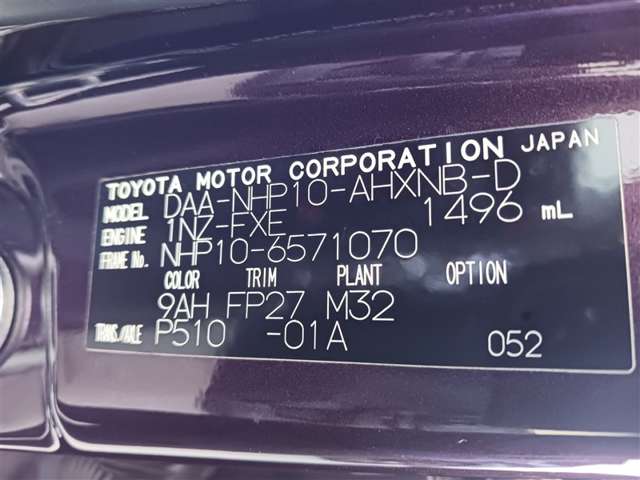 TOYOTA MOTOR CORPORATION JAPAN
MODEL DAA-NHP10-AHXNB-D
ENGINE 1NZ-FXE 1496 mL
FRAME No. NHP10-6571070
COLOR TRIM PLANT OPTION
9AH FP27 M32
TRANS./AXLE P510 -01A 052